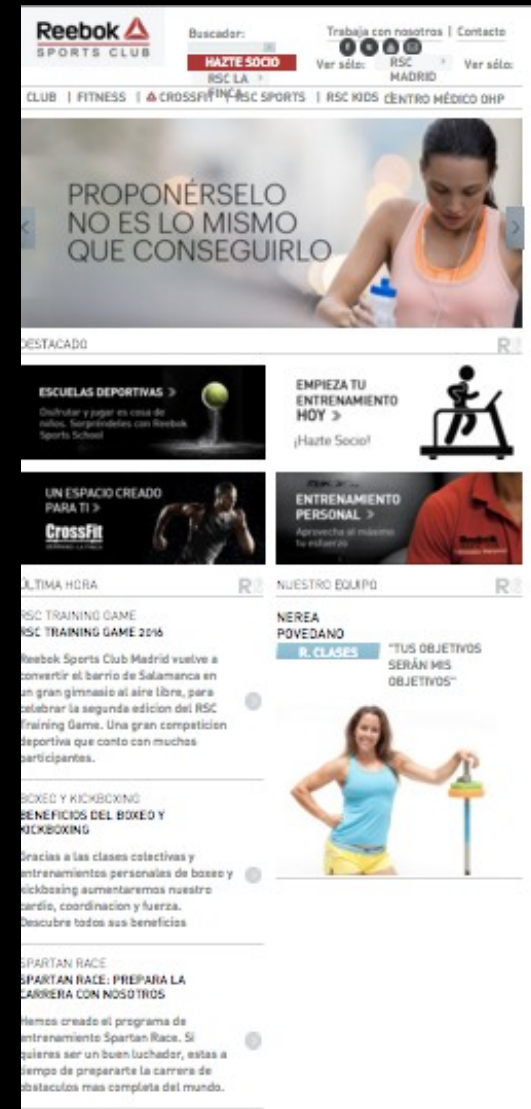 Reebok
SPORTS CLUB
Buscador:
Trabaja con nosotros | Contacto
HAZTE SOCIO
Ver sólo:
RSC MADRID
Ver sólo:
RSC LA FINCA
CLUB | FITNESS | CROSSFIT | RSC SPORTS | RSC KIDS
CENTRO MÉDICO OHP
PROPONÉRSELO
NO ES LO MISMO
QUE CONSEGUIRLO
DESTACADO
ESCUELAS DEPORTIVAS >
Disfrutar y jugar es cosa de
niños. Sorpréndeles con Reebok
Sports School
EMPIEZA TU
ENTRENAMIENTO
HOY >
¡Hazte Socio!
UN ESPACIO CREADO
PARA TI >
CrossFit
ENTRENAMIENTO
PERSONAL >
Aprovecha al máximo
tu esfuerzo
Reebok
ÚLTIMA HORA
RSC TRAINING GAME
RSC TRAINING GAME 2016
Reebok Sports Club Madrid vuelve a
convertir el barrio de Salamanca en
un gran gimnasio al aire libre, para
celebrar la segunda edicion del RSC
Training Game. Una gran competicion
deportiva que conto con muchos
participantes.
BOXEO Y KICKBOXING
BENEFICIOS DEL BOXEO Y
KICKBOXING
Gracias a las clases colectivas y
entrenamientos personales de boxeo y
kickboxing aumentaremos nuestro
cardio, coordinacion y fuerza.
Descubre todos sus beneficios
SPARTAN RACE
SPARTAN RACE: PREPARA LA
CARRERA CON NOSOTROS
Hemos creado el programa de
entrenamiento Spartan Race. Si
quieres ser un buen luchador, estas a
tiempo de prepararte la carrera de
obstaculos mas completa del mundo.
NUESTRO EQUIPO
NEREA
POVEDANO
R. CLASES
"TUS OBJETIVOS
SERÁN MIS
OBJETIVOS"